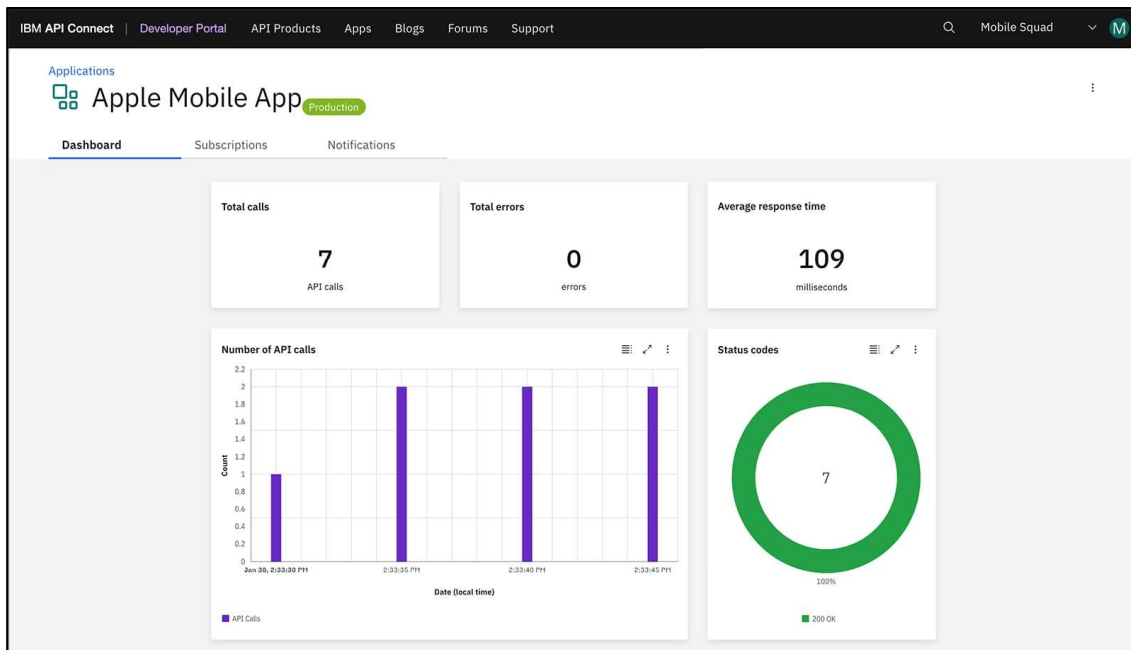 IBM API Connect | Developer Portal API Products Apps Blogs Forums Support Mobile Squad M
Applications
Apple Mobile App Production
Dashboard Subscriptions Notifications
Total calls
7
API calls
Total errors
0
errors
Average response time
109
milliseconds
Number of API calls
2.2
2
1.8
1.6
1.4
1.2
1
0.8
0.6
0.4
0.2
0
Count
Jan 30, 2:33:30 PM 2:33:35 PM 2:33:40 PM 2:33:45 PM
Date (local time)
API Calls
Status codes
7
100%
200 OK